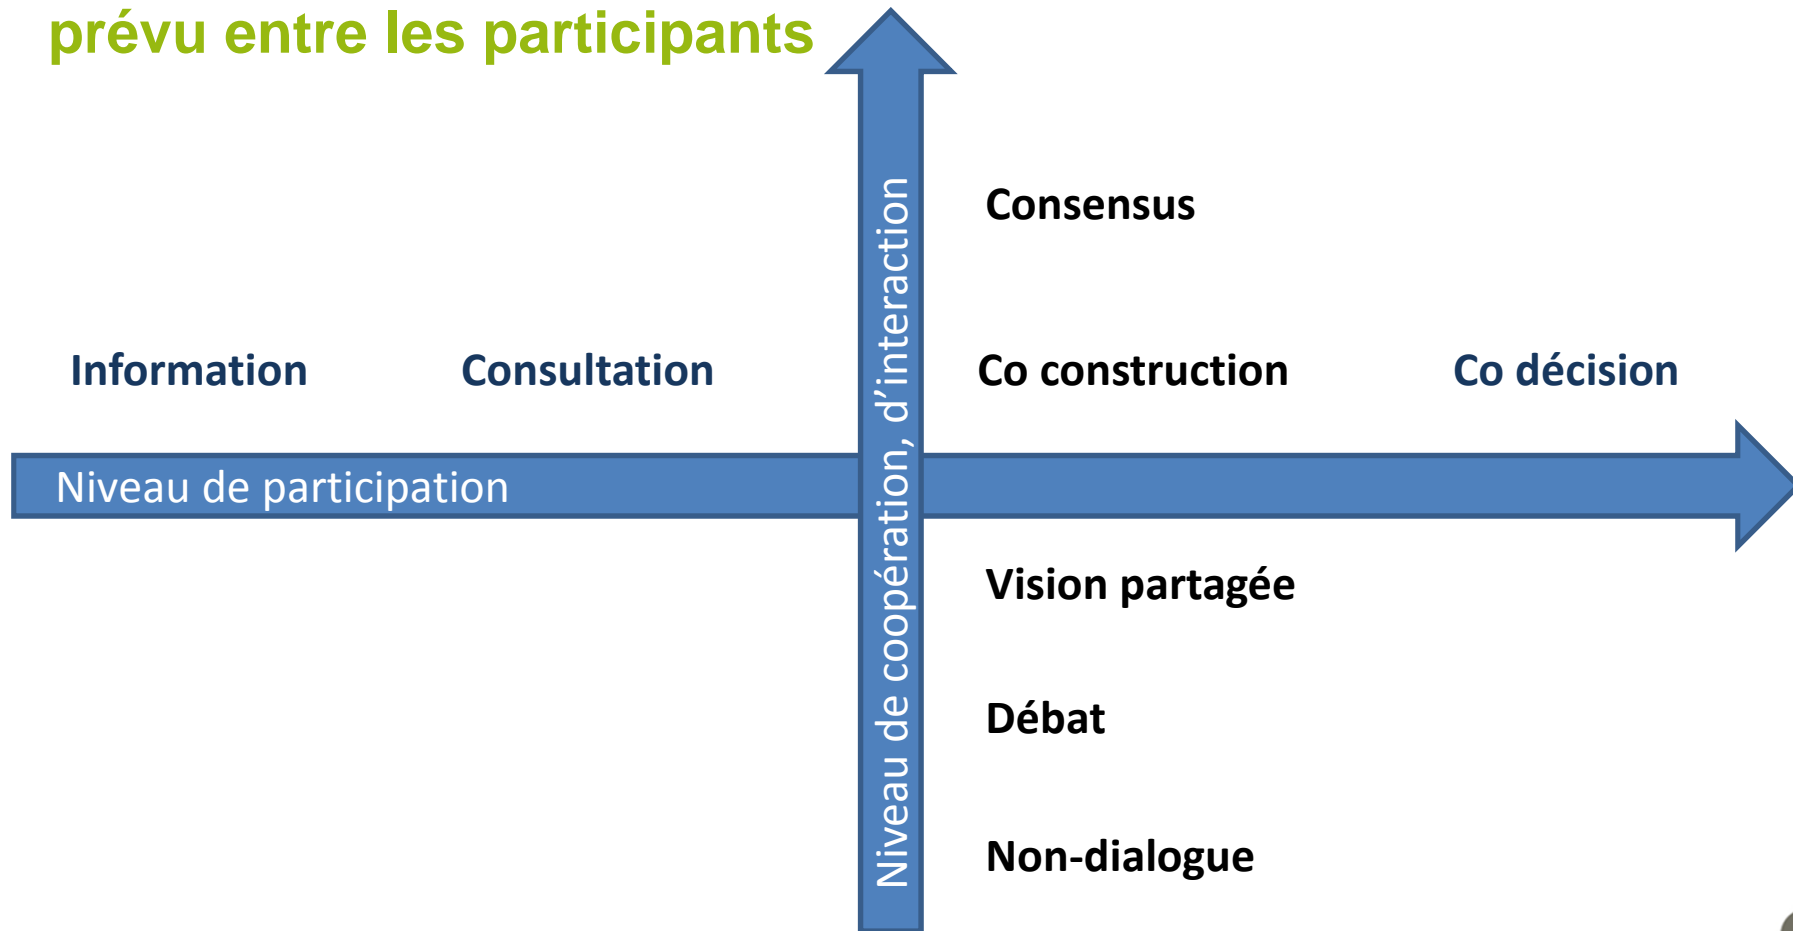 prévu entre les participants
Consensus
Information
Consultation
Co construction
Co décision
Niveau de participation
Niveau de coopération, d’interaction
Vision partagée
Débat
Non-dialogue